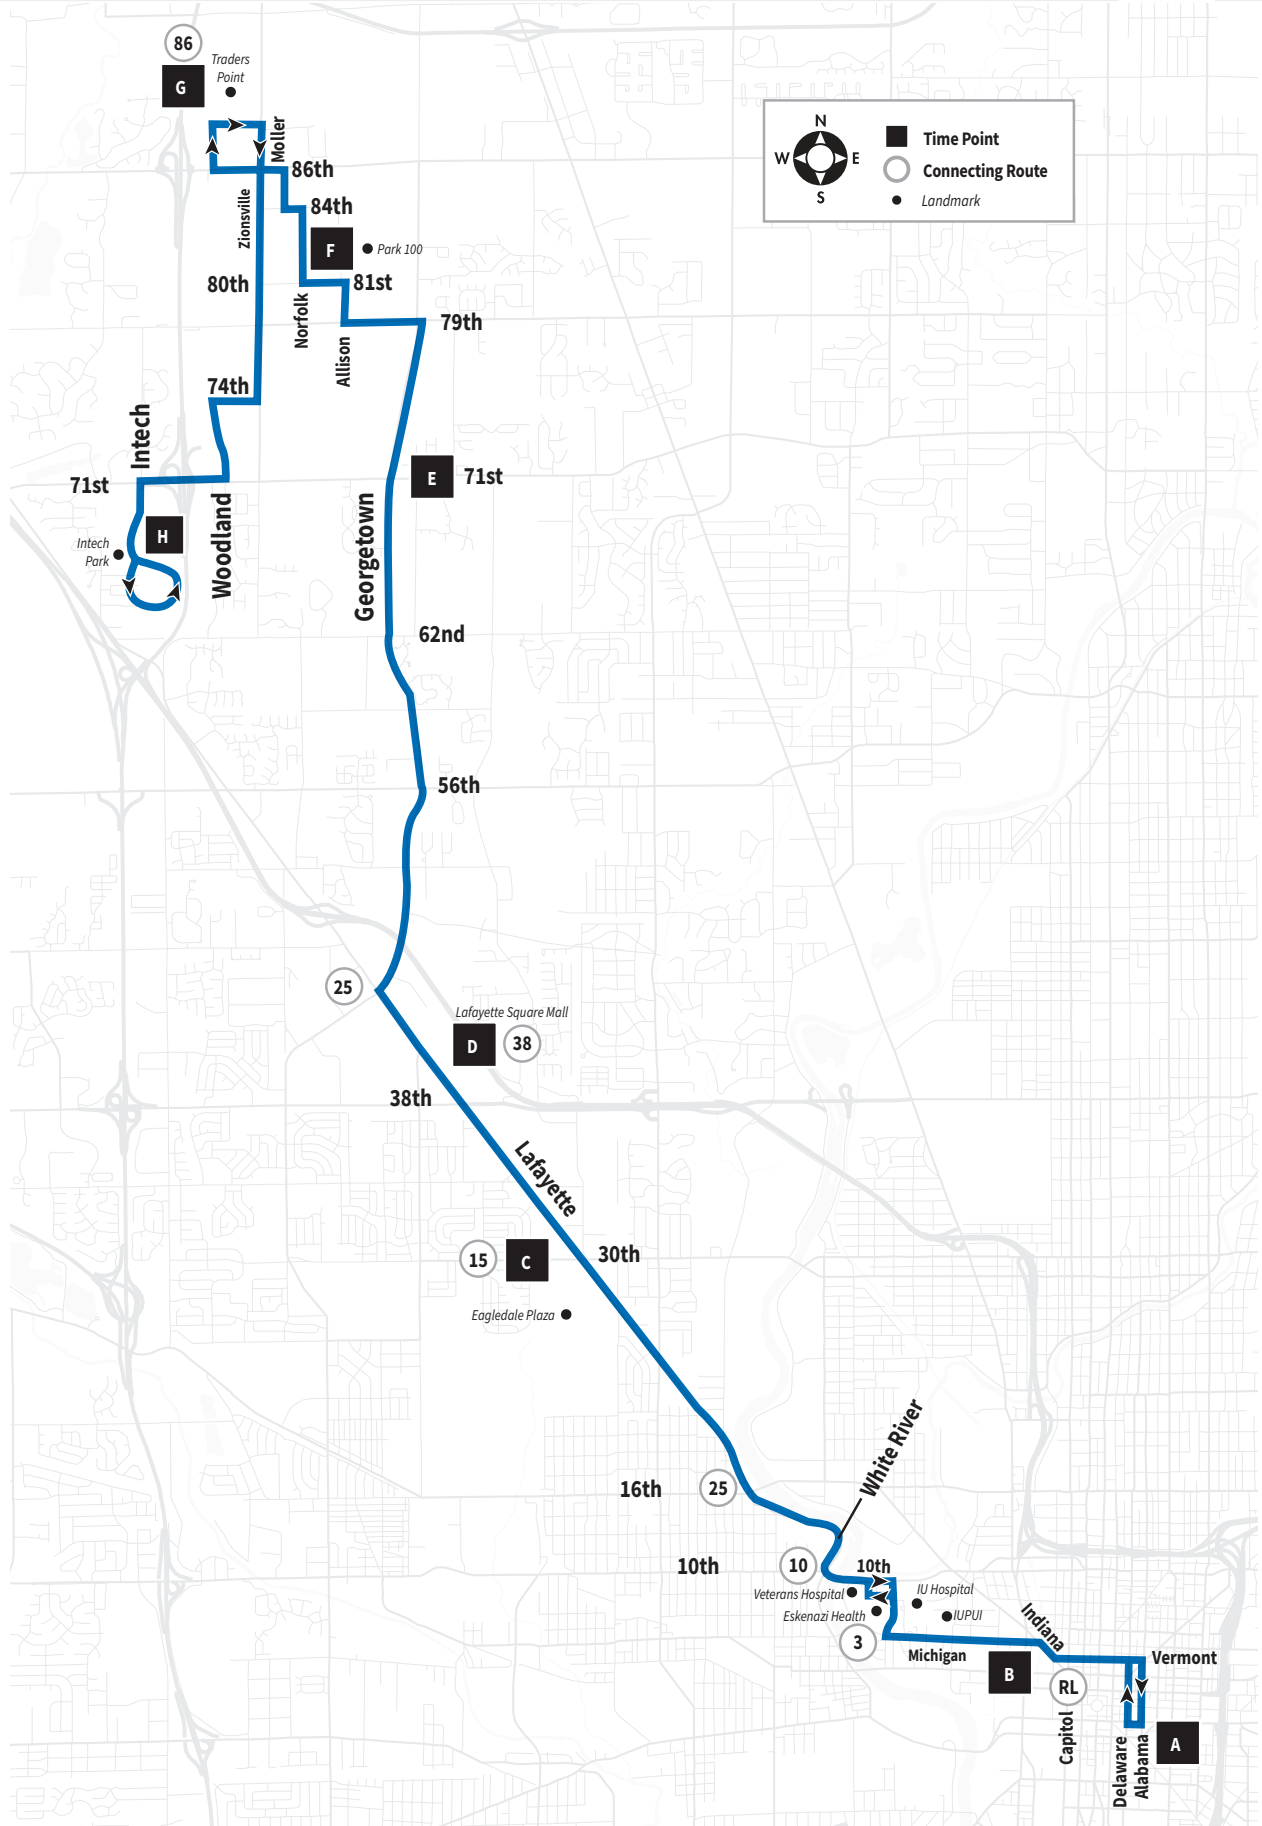 86
Traders
Point
G
Moller
86th
N
W
E
S
Time Point
Connecting Route
Landmark
Zionsville
84th
F
Park 100
80th
81st
Norfolk
79th
Allison
74th
Intech
71st
E
71st
Woodland
Georgetown
H
Intech
Park
62nd
56th
25
Lafayette Square Mall
D
38
38th
Lafayette
15
C
30th
Eagledale Plaza
White River
16th
25
10th
10
10th
Veterans Hospital
IU Hospital
Eskenazi Health
IUPUI
3
Indiana
Michigan
B
Vermont
RL
Capitol
Delaware
Alabama
A